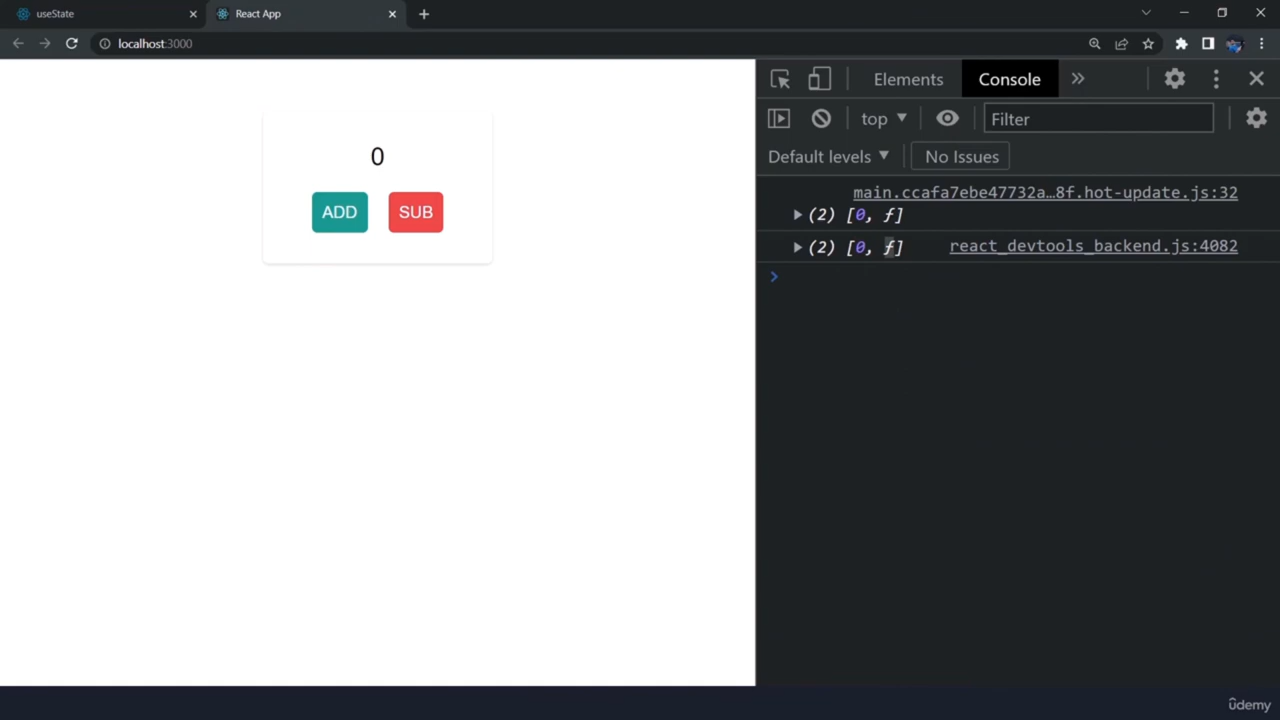 useState
React App
localhost:3000
Elements
Console
top
Filter
Default levels
No Issues
main.ccafa7ebe47732a…8f.hot-update.js:32
(2) [0, ƒ]
(2) [0, ƒ]
react_devtools_backend.js:4082
0
ADD
SUB
ûdemy